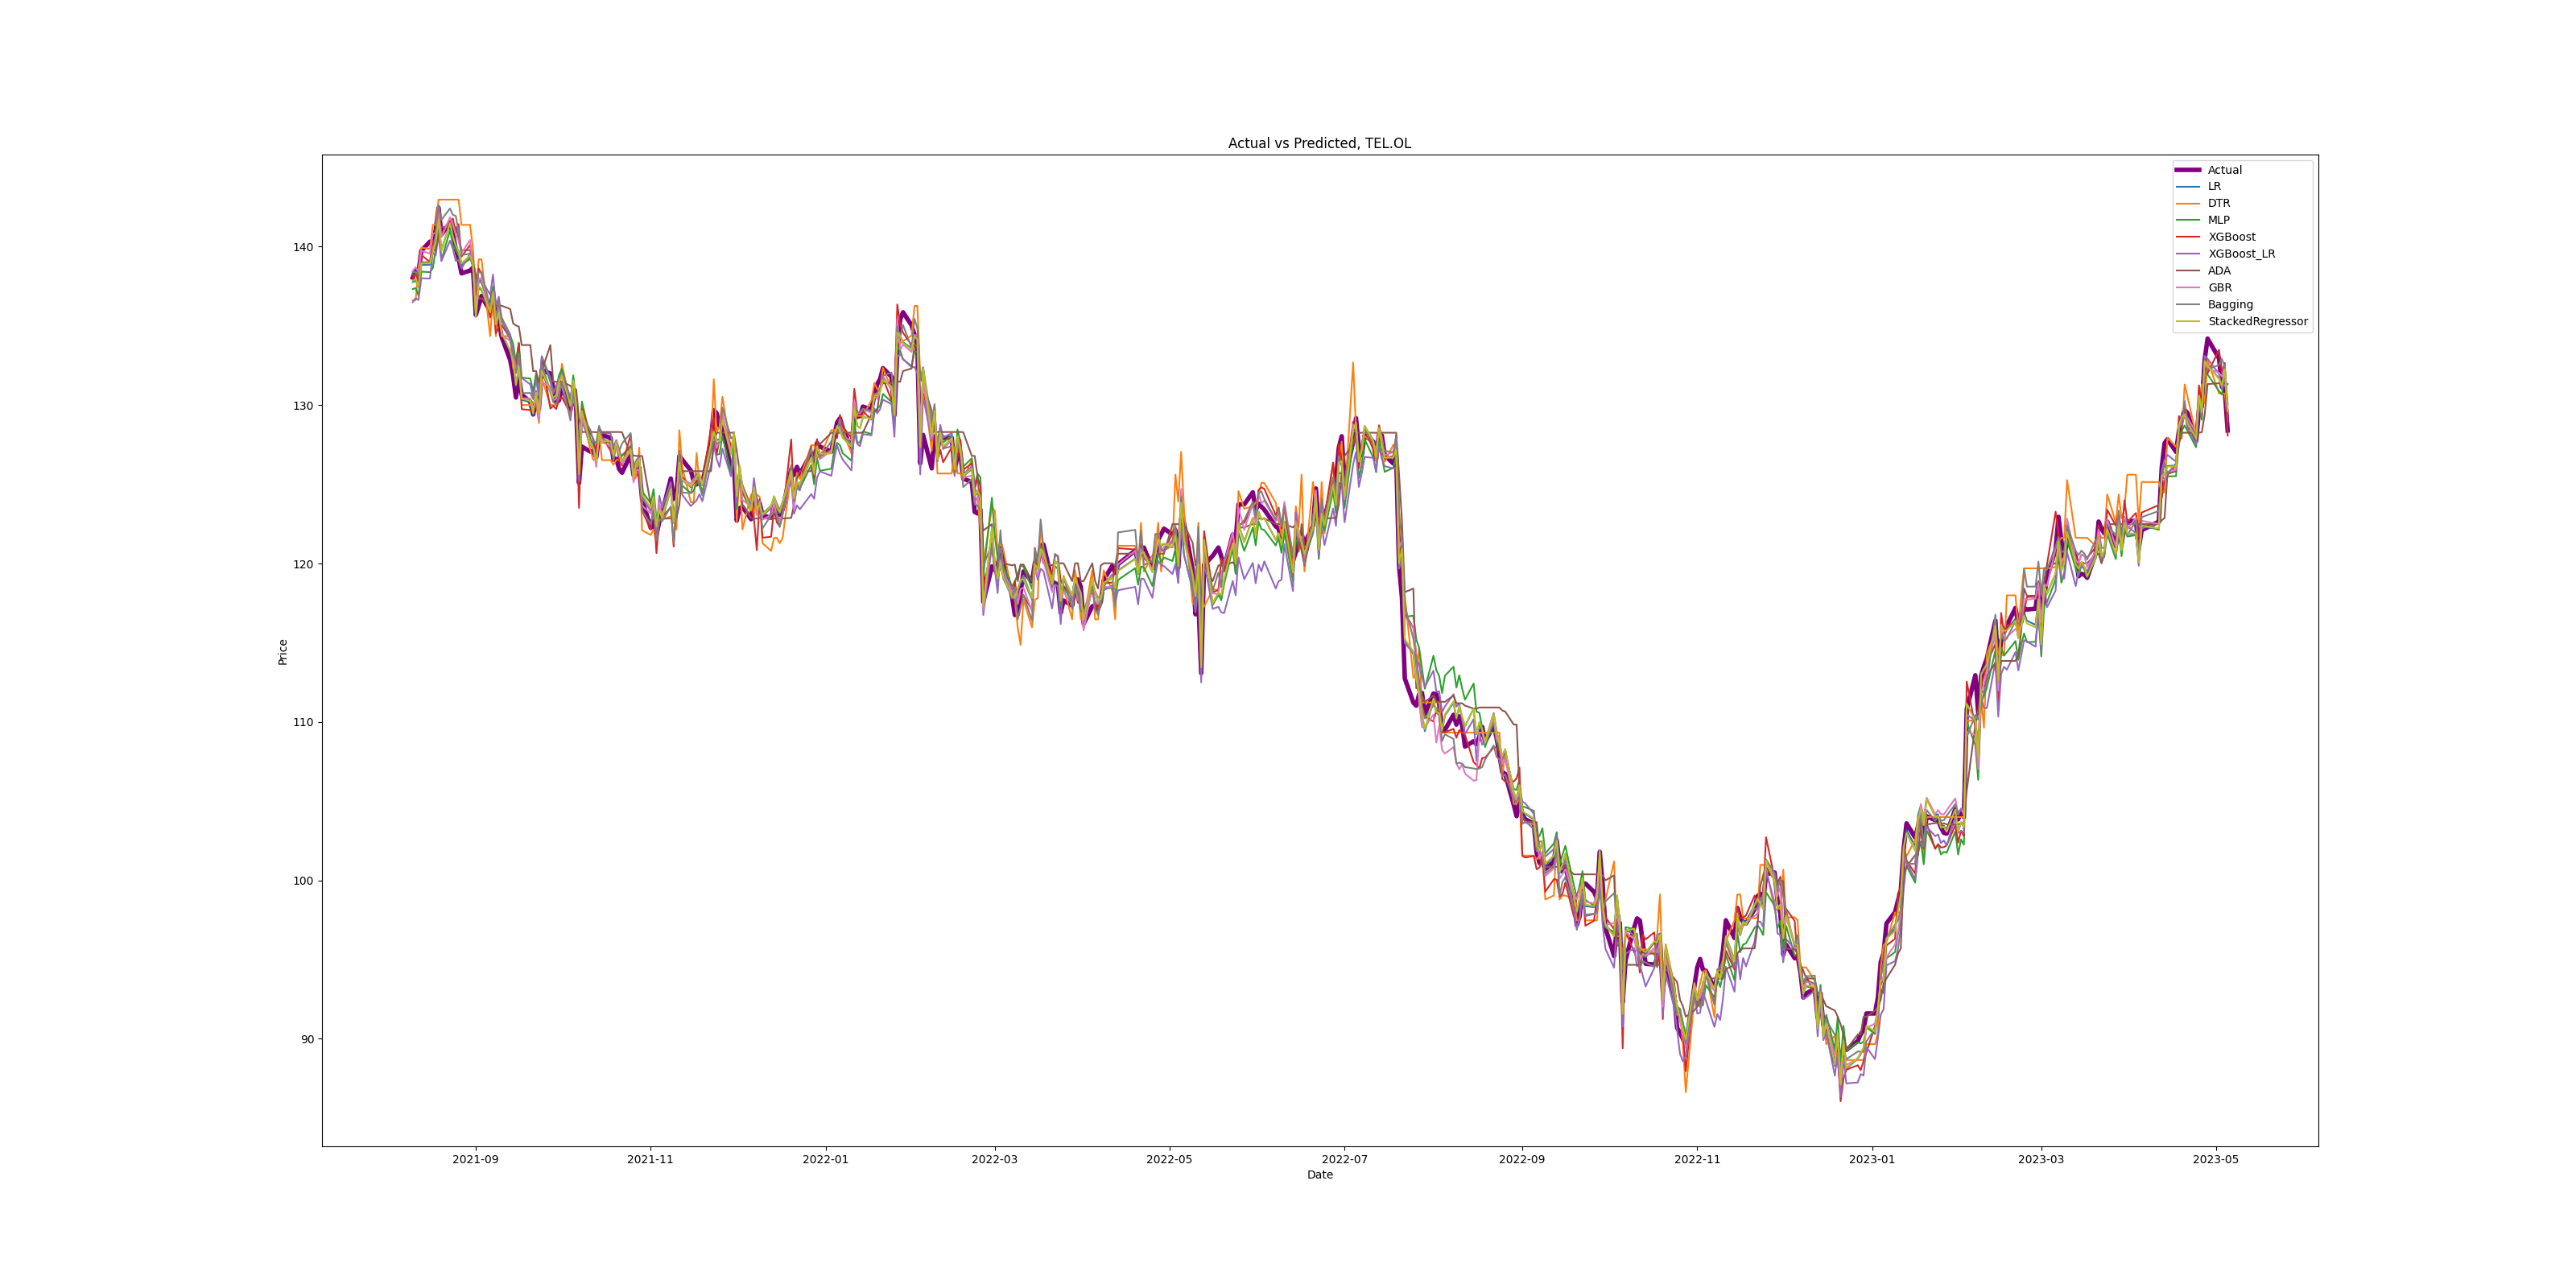 Actual vs Predicted, TEL.OL
Actual
LR
DTR
MLP
XGBoost
XGBoost_LR
ADA
GBR
Bagging
StackedRegressor
Price
140
130
120
110
100
90
2021-09 2021-11 2022-01 2022-03 2022-05 2022-07 2022-09 2022-11 2023-01 2023-03 2023-05
Date